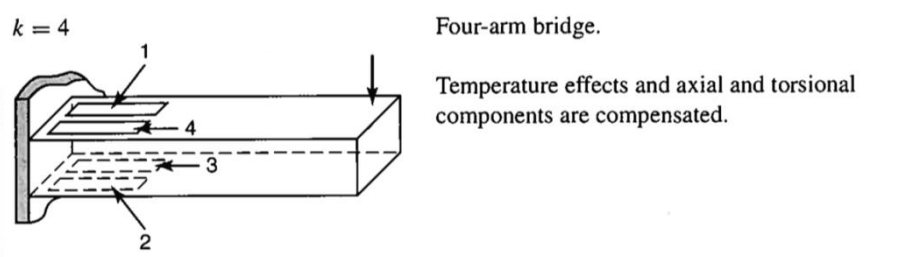 k = 4
Four-arm bridge.
1
Temperature effects and axial and torsional
components are compensated.
4
3
2